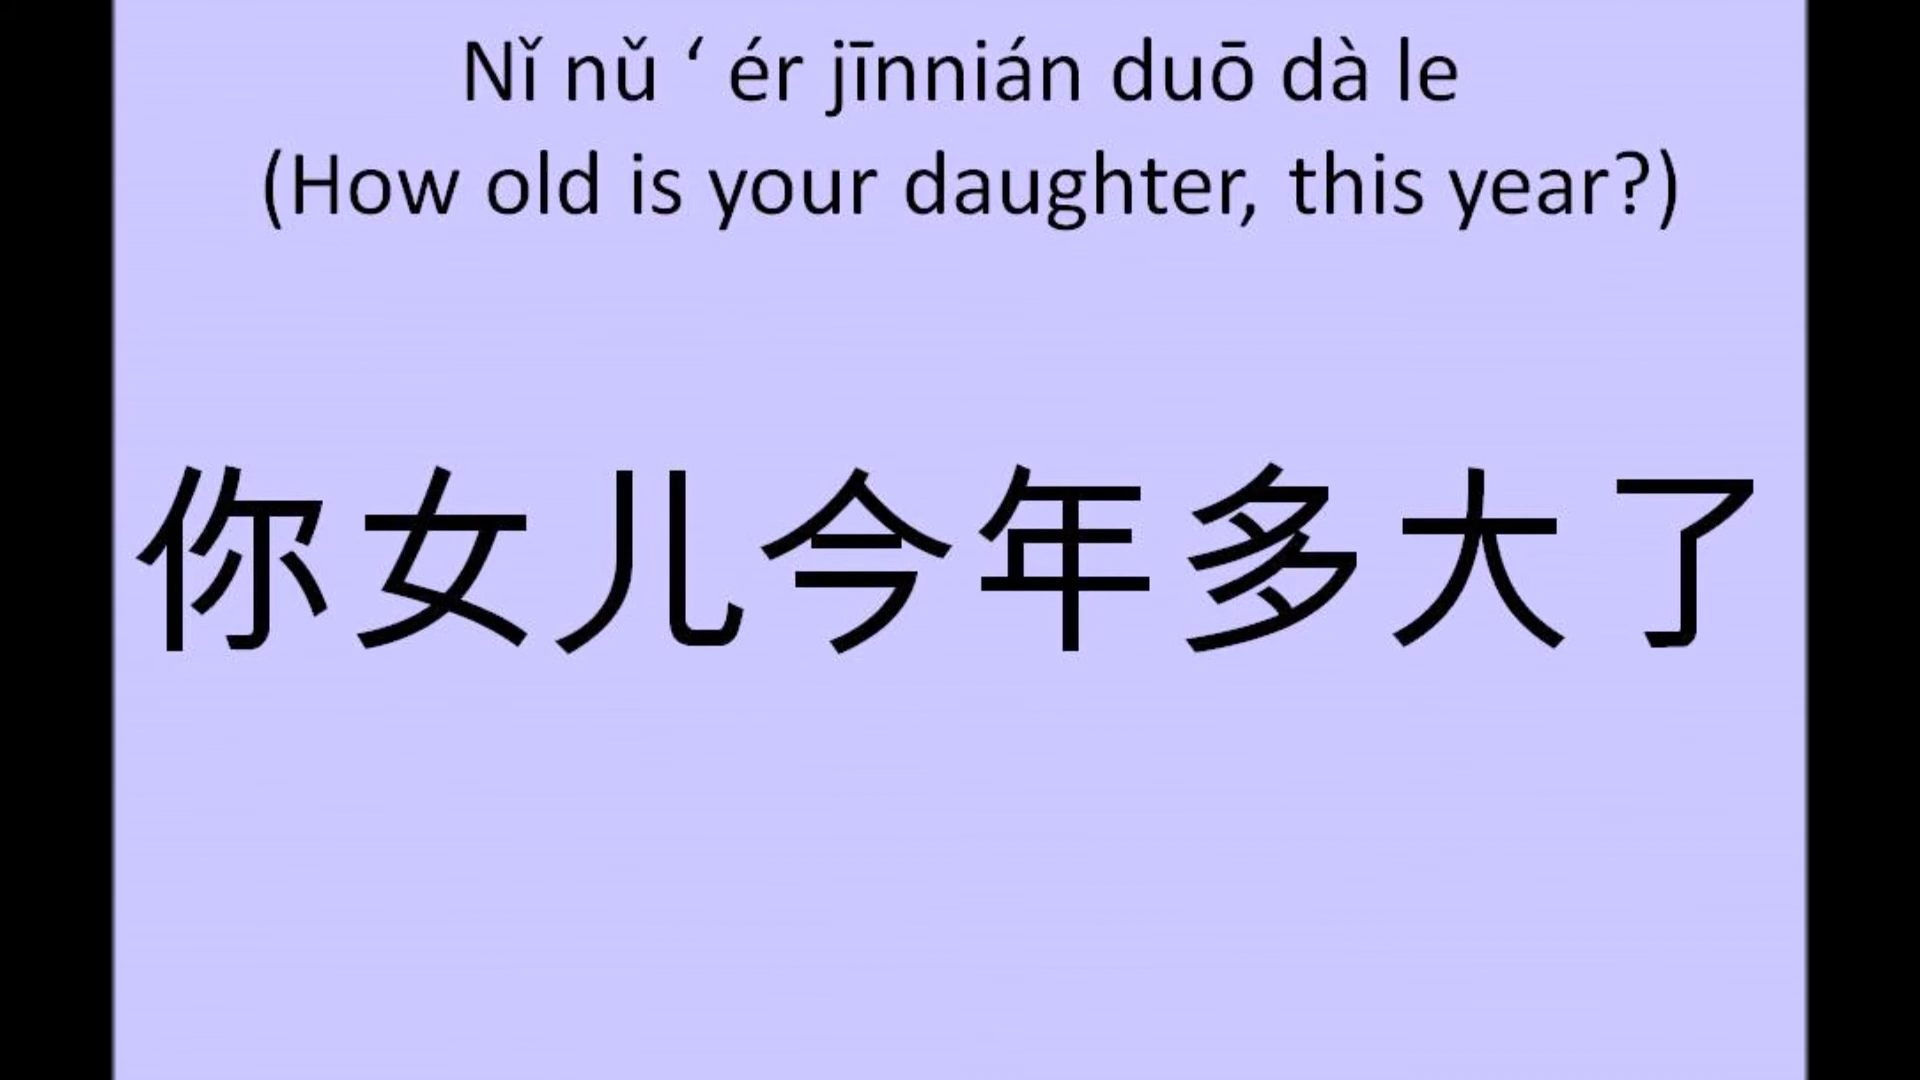 Nǐ nǔ ‘ ér jīnnián duō dà le
(How old is your daughter, this year?)
你女儿今年多大了